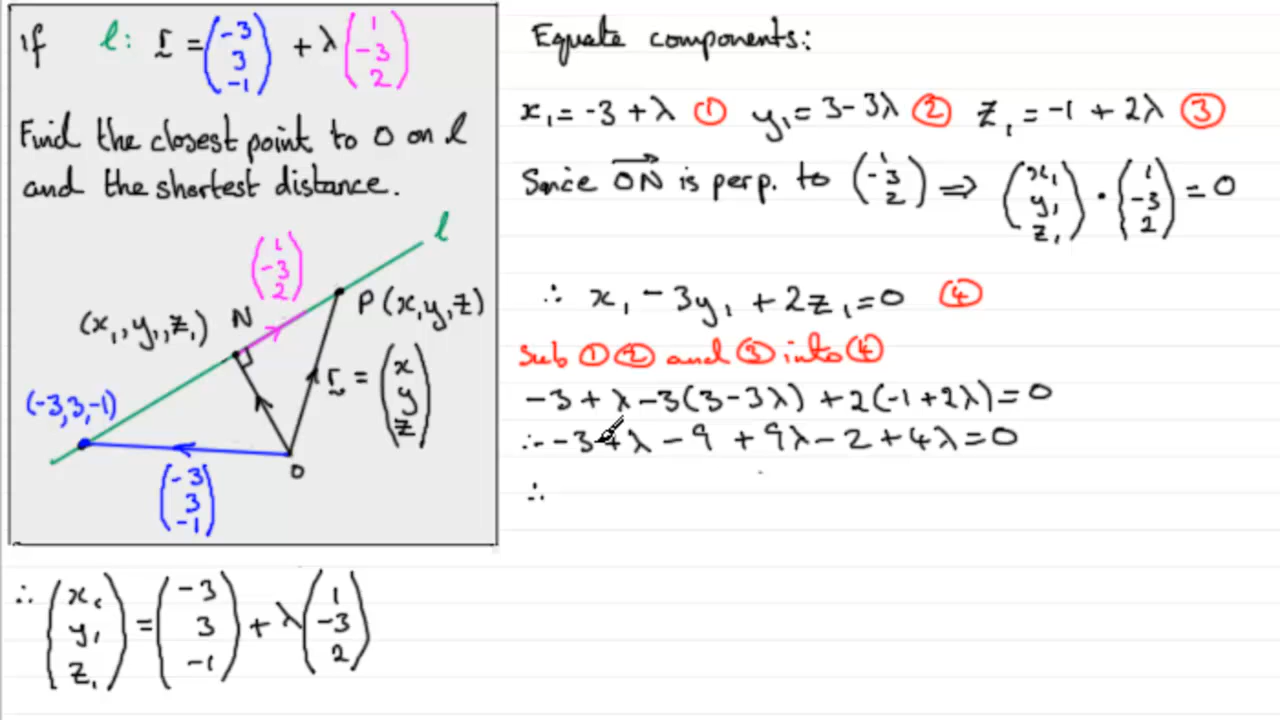 If l: r = (-3 3 -1) + λ (1 -3 2)
Find the closest point to O on l
and the shortest distance.
l
(1 -3 2)
(x₁, y₁, z₁) N
P (x, y, z)
r = (x y z)
(-3, 3, -1)
O
(-3 3 -1)
∴ (x₁ y₁ z₁) = (-3 3 -1) + λ (1 -3 2)
Equate components:
x₁ = -3 + λ ① y₁ = 3 - 3λ ② z₁ = -1 + 2λ ③
Since ON is perp. to (1 -3 2) ⇒ (x₁ y₁ z₁) · (1 -3 2) = 0
∴ x₁ - 3y₁ + 2z₁ = 0 ④
Sub ① ② and ③ into ④
-3 + λ - 3(3 - 3λ) + 2(-1 + 2λ) = 0
∴ -3 + λ - 9 + 9λ - 2 + 4λ = 0
∴